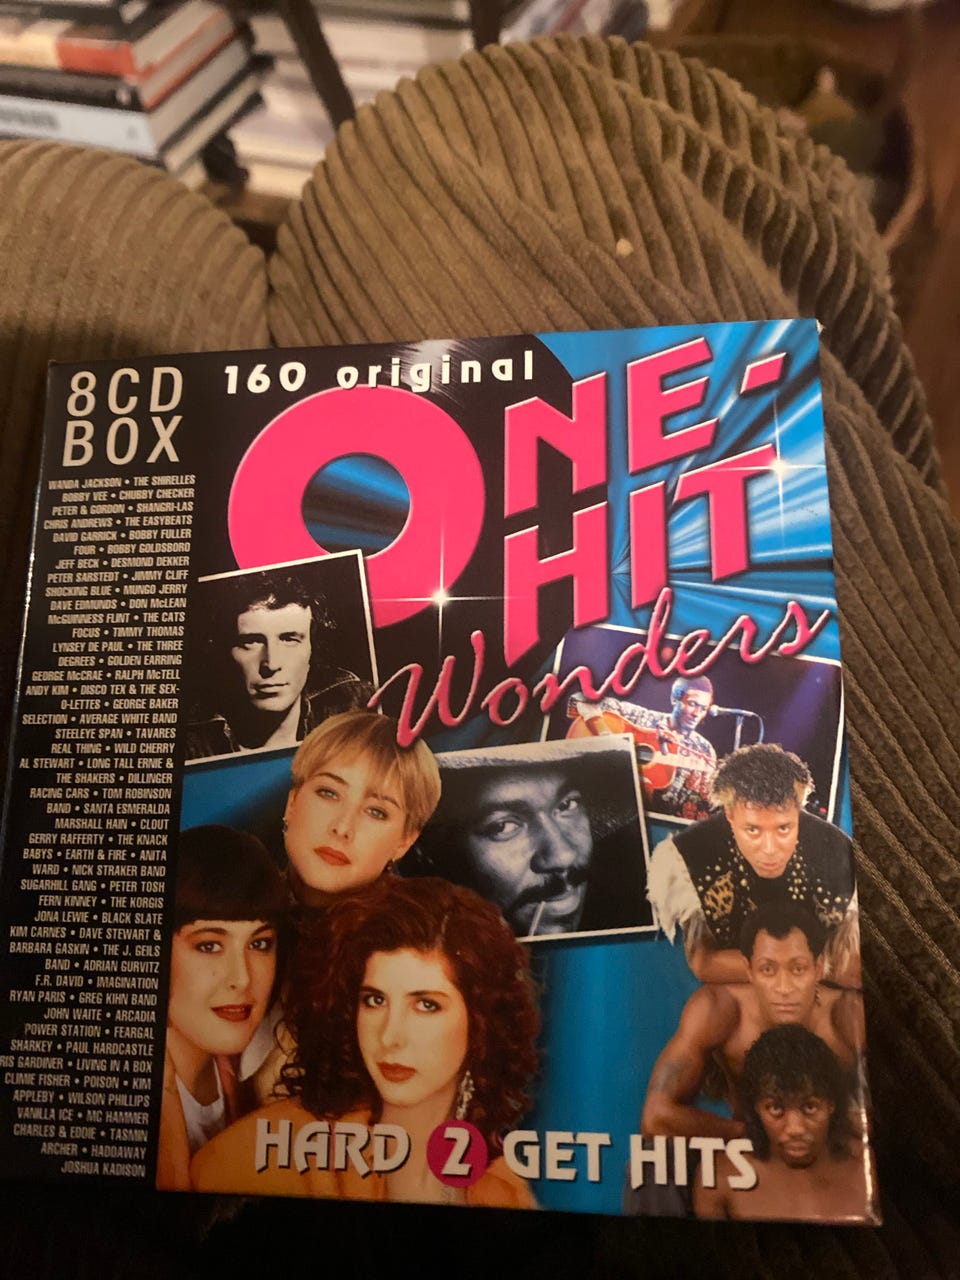 8CD
BOX
160 original
ONE-
HIT
Wonders
WANDA JACKSON • THE SHIRELLES
BOBBY VEE • CHUBBY CHECKER
PETER & GORDON • SHANGRI-LAS
CHRIS ANDREWS • THE EASYBEATS
DAVID GARRICK • BOBBY FULLER
FOUR • BOBBY GOLDSBORO
JEFF BECK • DESMOND DEKKER
PETER SARSTEDT • JIMMY CLIFF
SHOCKING BLUE • MUNGO JERRY
DAVE EDMUNDS • DON McLEAN
McGUINNESS FLINT • THE CATS
FOCUS • TIMMY THOMAS
LYNSEY DE PAUL • THE THREE
DEGREES • GOLDEN EARRING
GEORGE McCRAE • RALPH McTELL
ANDY KIM • DISCO TEX & THE SEX-
O-LETTES • GEORGE BAKER
SELECTION • AVERAGE WHITE BAND
STEELEYE SPAN • TAVARES
REAL THING • WILD CHERRY
AL STEWART • LONG TALL ERNIE &
THE SHAKERS • DILLINGER
RACING CARS • TOM ROBINSON
BAND • SANTA ESMERALDA
MARSHALL HAIN • CLOUT
GERRY RAFFERTY • THE KNACK
BABYS • EARTH & FIRE • ANITA
WARD • NICK STRAKER BAND
SUGARHILL GANG • PETER TOSH
FERN KINNEY • THE KORGIS
JONA LEWIE • BLACK SLATE
KIM CARNES • DAVE STEWART &
BARBARA GASKIN • THE J. GEILS
BAND • ADRIAN GURVITZ
F.R. DAVID • IMAGINATION
RYAN PARIS • GREG KIHN BAND
JOHN WAITE • ARCADIA
POWER STATION • FEARGAL
SHARKEY • PAUL HARDCASTLE
RIS GARDINER • LIVING IN A BOX
CLIMIE FISHER • POISON • KIM
APPLEBY • WILSON PHILLIPS
VANILLA ICE • MC HAMMER
CHARLES & EDDIE • TASMIN
ARCHER • HADDAWAY
JOSHUA KADISON
HARD 2 GET HITS